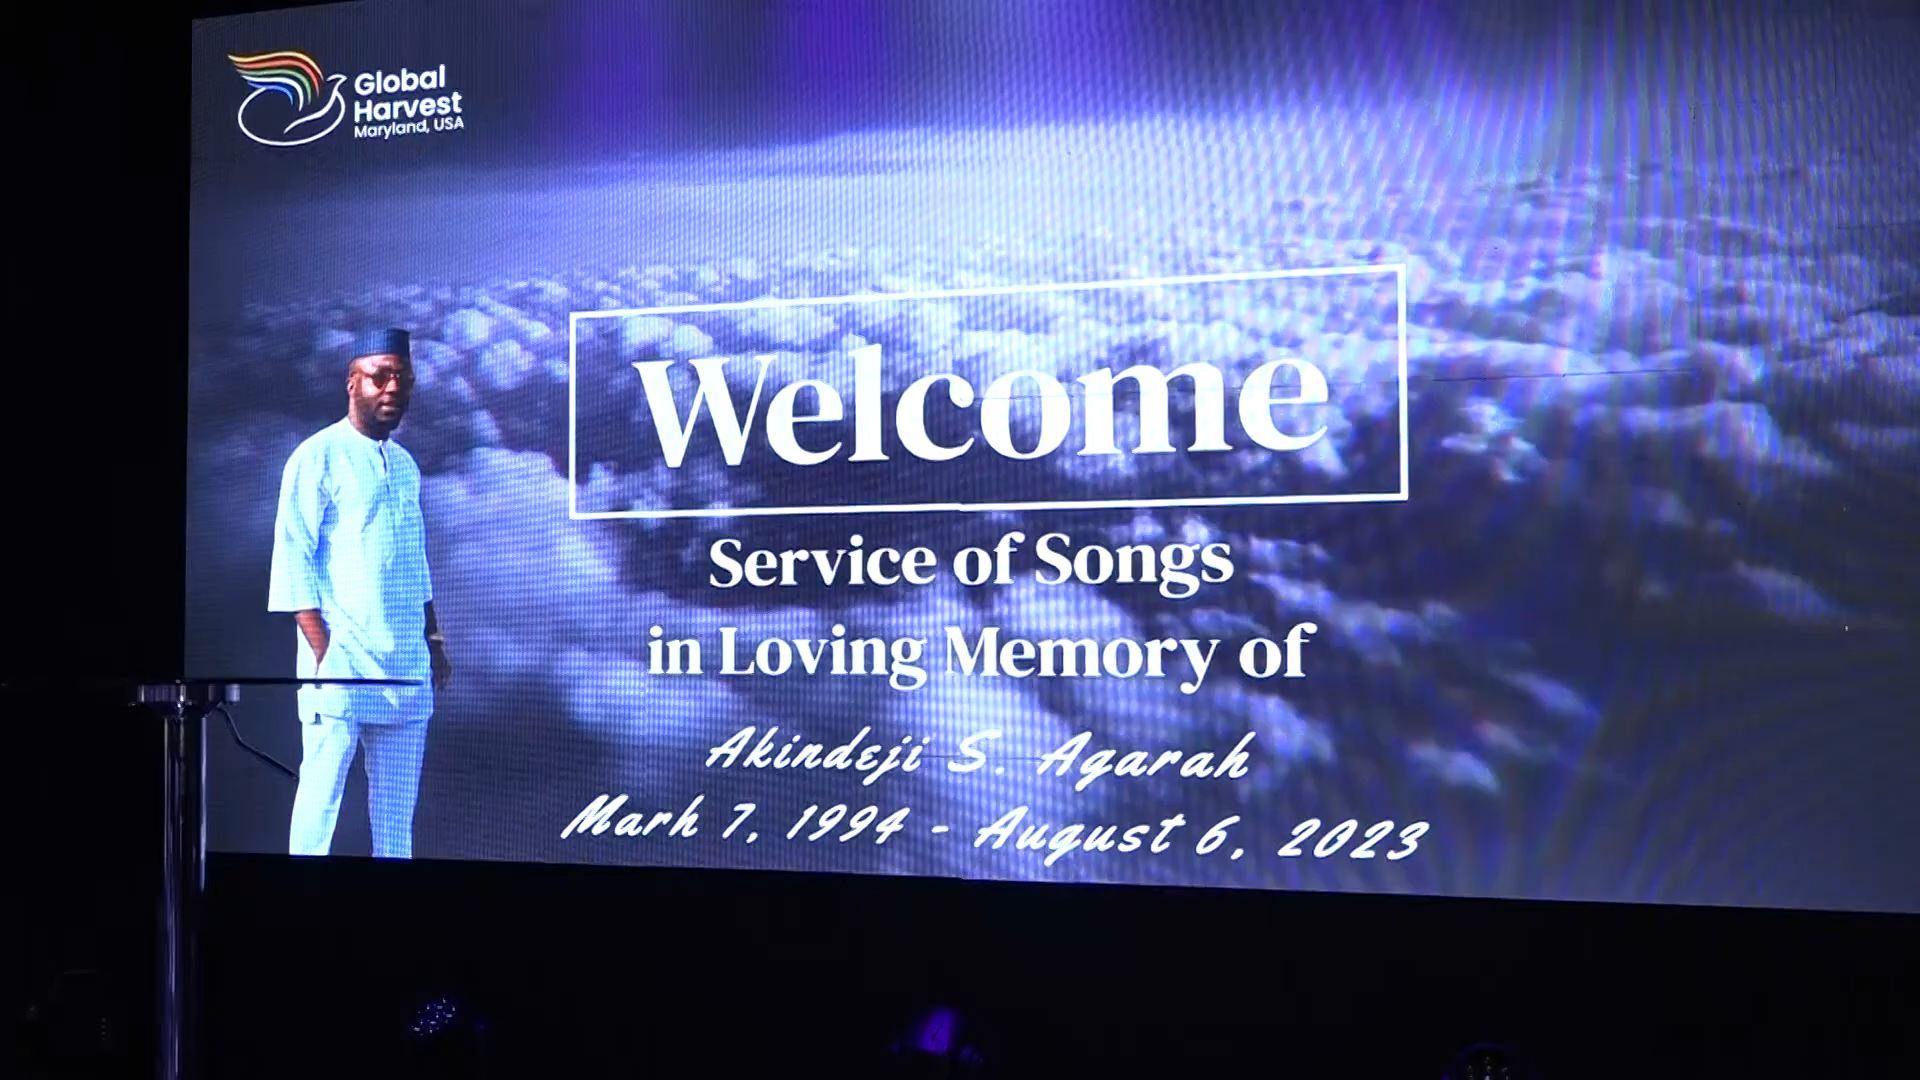 Global
Harvest
Maryland, USA
Welcome
Service of Songs
in Loving Memory of
Akindeji S. Agarah
Marh 7, 1994 - August 6, 2023